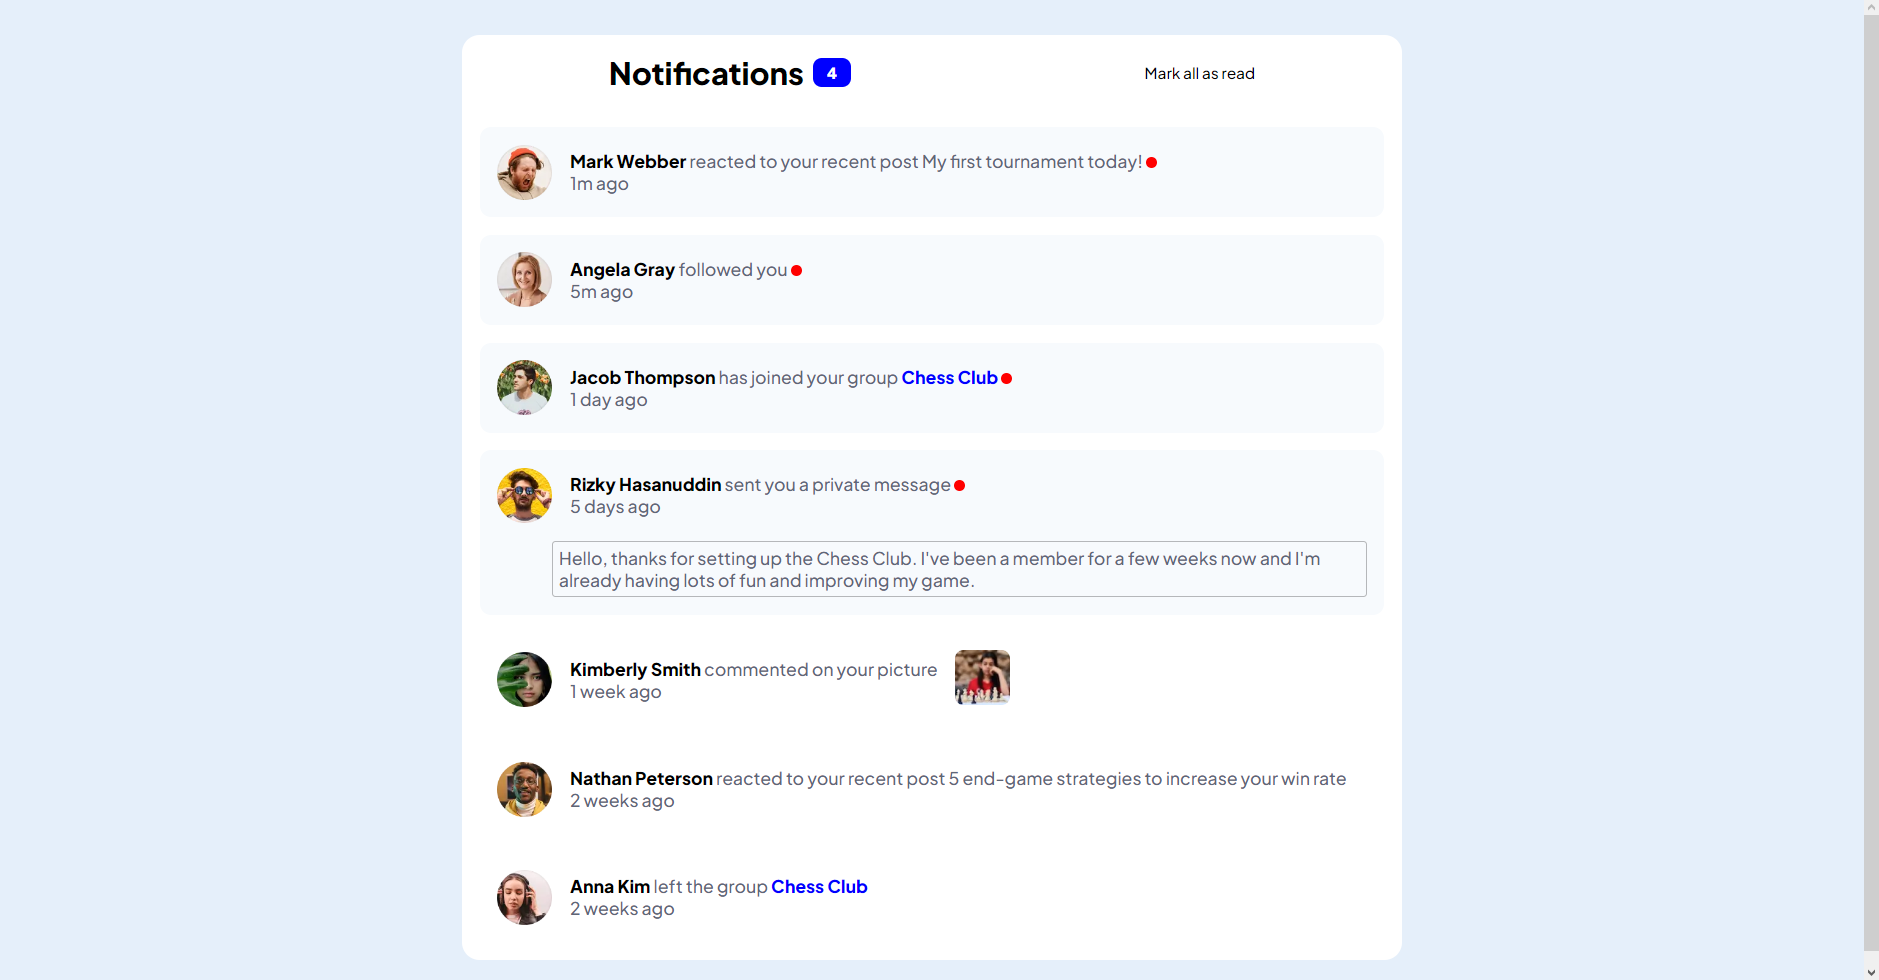 Notifications 4
Mark all as read
Mark Webber reacted to your recent post My first tournament today!
1m ago
Angela Gray followed you
5m ago
Jacob Thompson has joined your group Chess Club
1 day ago
Rizky Hasanuddin sent you a private message
5 days ago
Hello, thanks for setting up the Chess Club. I've been a member for a few weeks now and I'm
already having lots of fun and improving my game.
Kimberly Smith commented on your picture
1 week ago
Nathan Peterson reacted to your recent post 5 end-game strategies to increase your win rate
2 weeks ago
Anna Kim left the group Chess Club
2 weeks ago